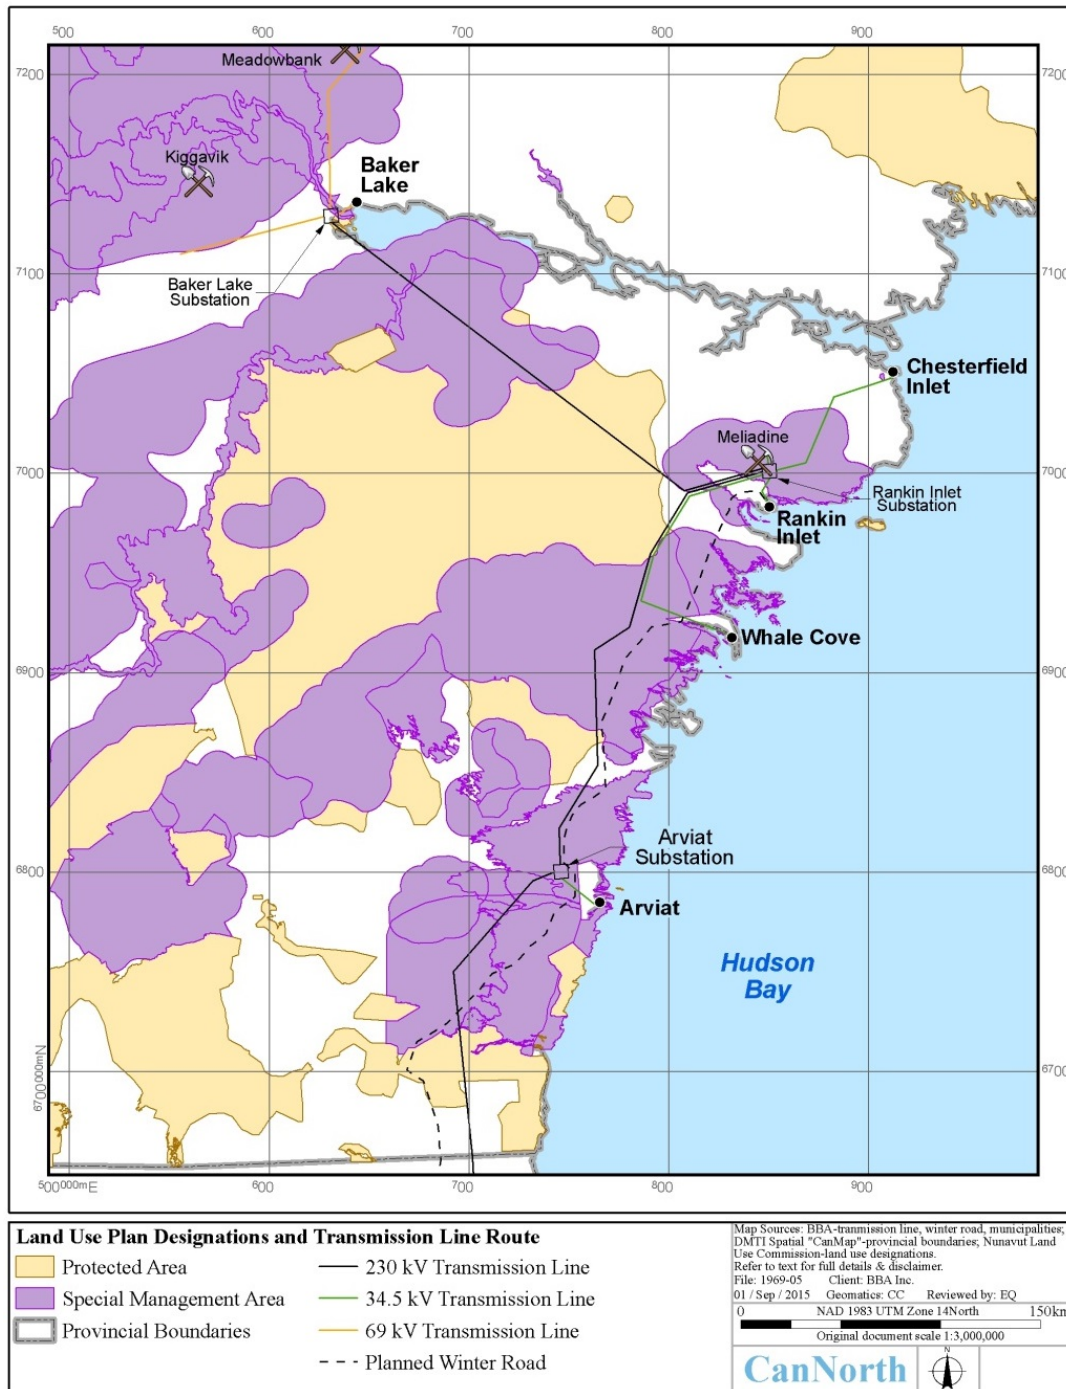 500 600 700 800 900
7200 7200
Meadowbank
Kiggavik
Baker
Lake
7100 7100
Baker Lake
Substation
Chesterfield
Inlet
Meliadine
7000 7000
Rankin Inlet
Substation
Rankin
Inlet
Whale Cove
6900 6900
Arviat
Substation
6800 6800
Arviat
Hudson
Bay
6700000mN 6700
500000mE 600 700 800 900
Land Use Plan Designations and Transmission Line Route
Protected Area
Special Management Area
Provincial Boundaries
230 kV Transmission Line
34.5 kV Transmission Line
69 kV Transmission Line
Planned Winter Road
Map Sources: BBA-tranmission line, winter road, municipalities;
DMTI Spatial "CanMap"-provincial boundaries; Nunavut Land
Use Commission-land use designations.
Refer to text for full details & disclaimer.
File: 1969-05 Client: BBA Inc.
01 / Sep / 2015 Geomatics: CC Reviewed by: EQ
0 NAD 1983 UTM Zone 14North 150km
Original document scale 1:3,000,000
CanNorth N